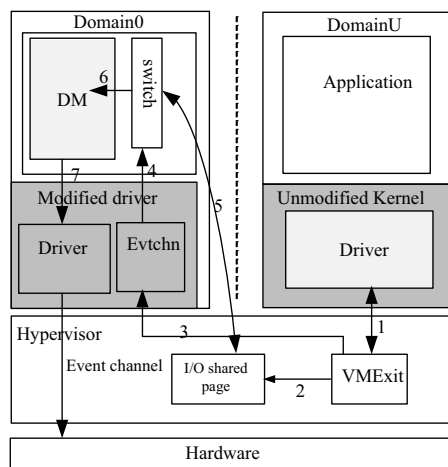 Domain0
DomainU
DM
6
switch
Application
7
4
5
Modified driver
Unmodified Kernel
Driver
Evtchn
Driver
3
1
Hypervisor
Event channel
I/O shared
page
2
VMExit
Hardware